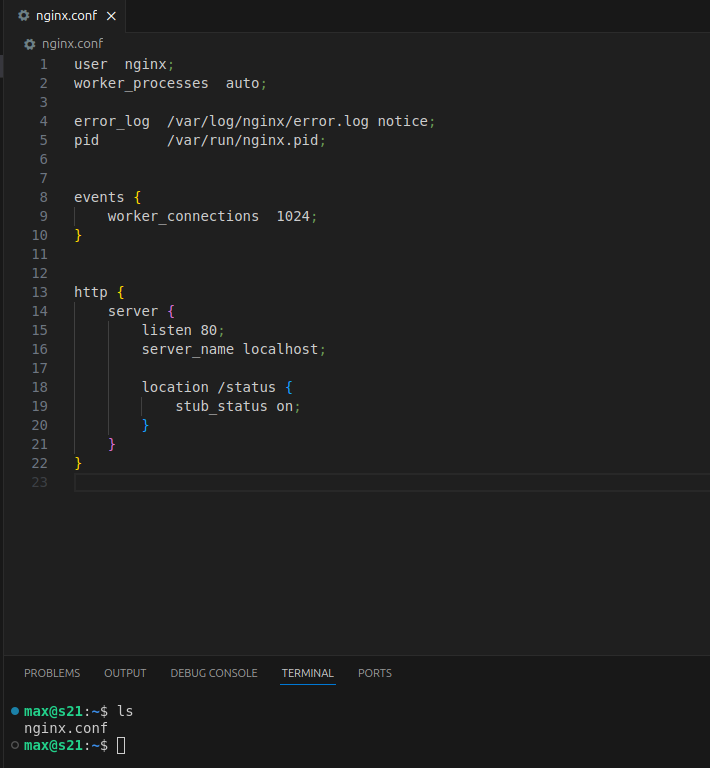 nginx.conf
nginx.conf
1 user  nginx;
2 worker_processes  auto;
3
4 error_log  /var/log/nginx/error.log notice;
5 pid        /var/run/nginx.pid;
6
7
8 events {
9     worker_connections  1024;
10 }
11
12
13 http {
14     server {
15         listen 80;
16         server_name localhost;
17
18         location /status {
19             stub_status on;
20         }
21     }
22 }
23
PROBLEMS OUTPUT DEBUG CONSOLE TERMINAL PORTS
max@s21:~$ ls
nginx.conf
max@s21:~$